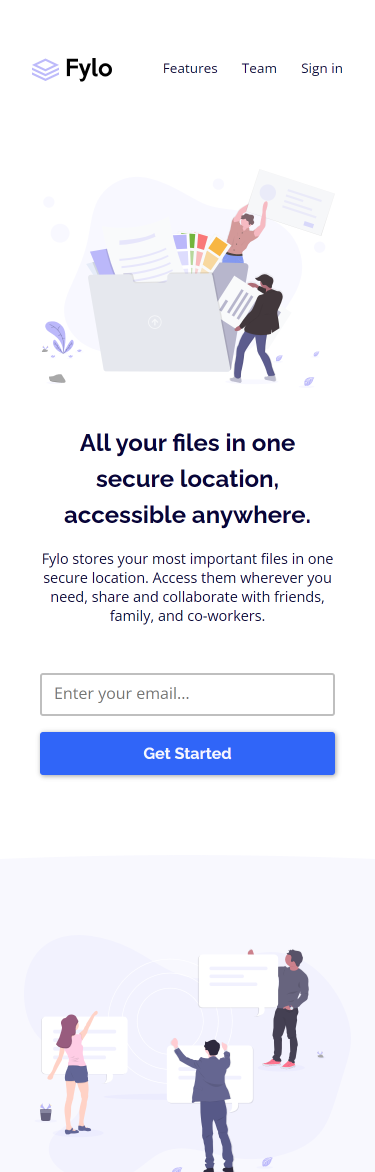 Fylo
Features
Team
Sign in
All your files in one
secure location,
accessible anywhere.
Fylo stores your most important files in one
secure location. Access them wherever you
need, share and collaborate with friends,
family, and co-workers.
Enter your email...
Get Started